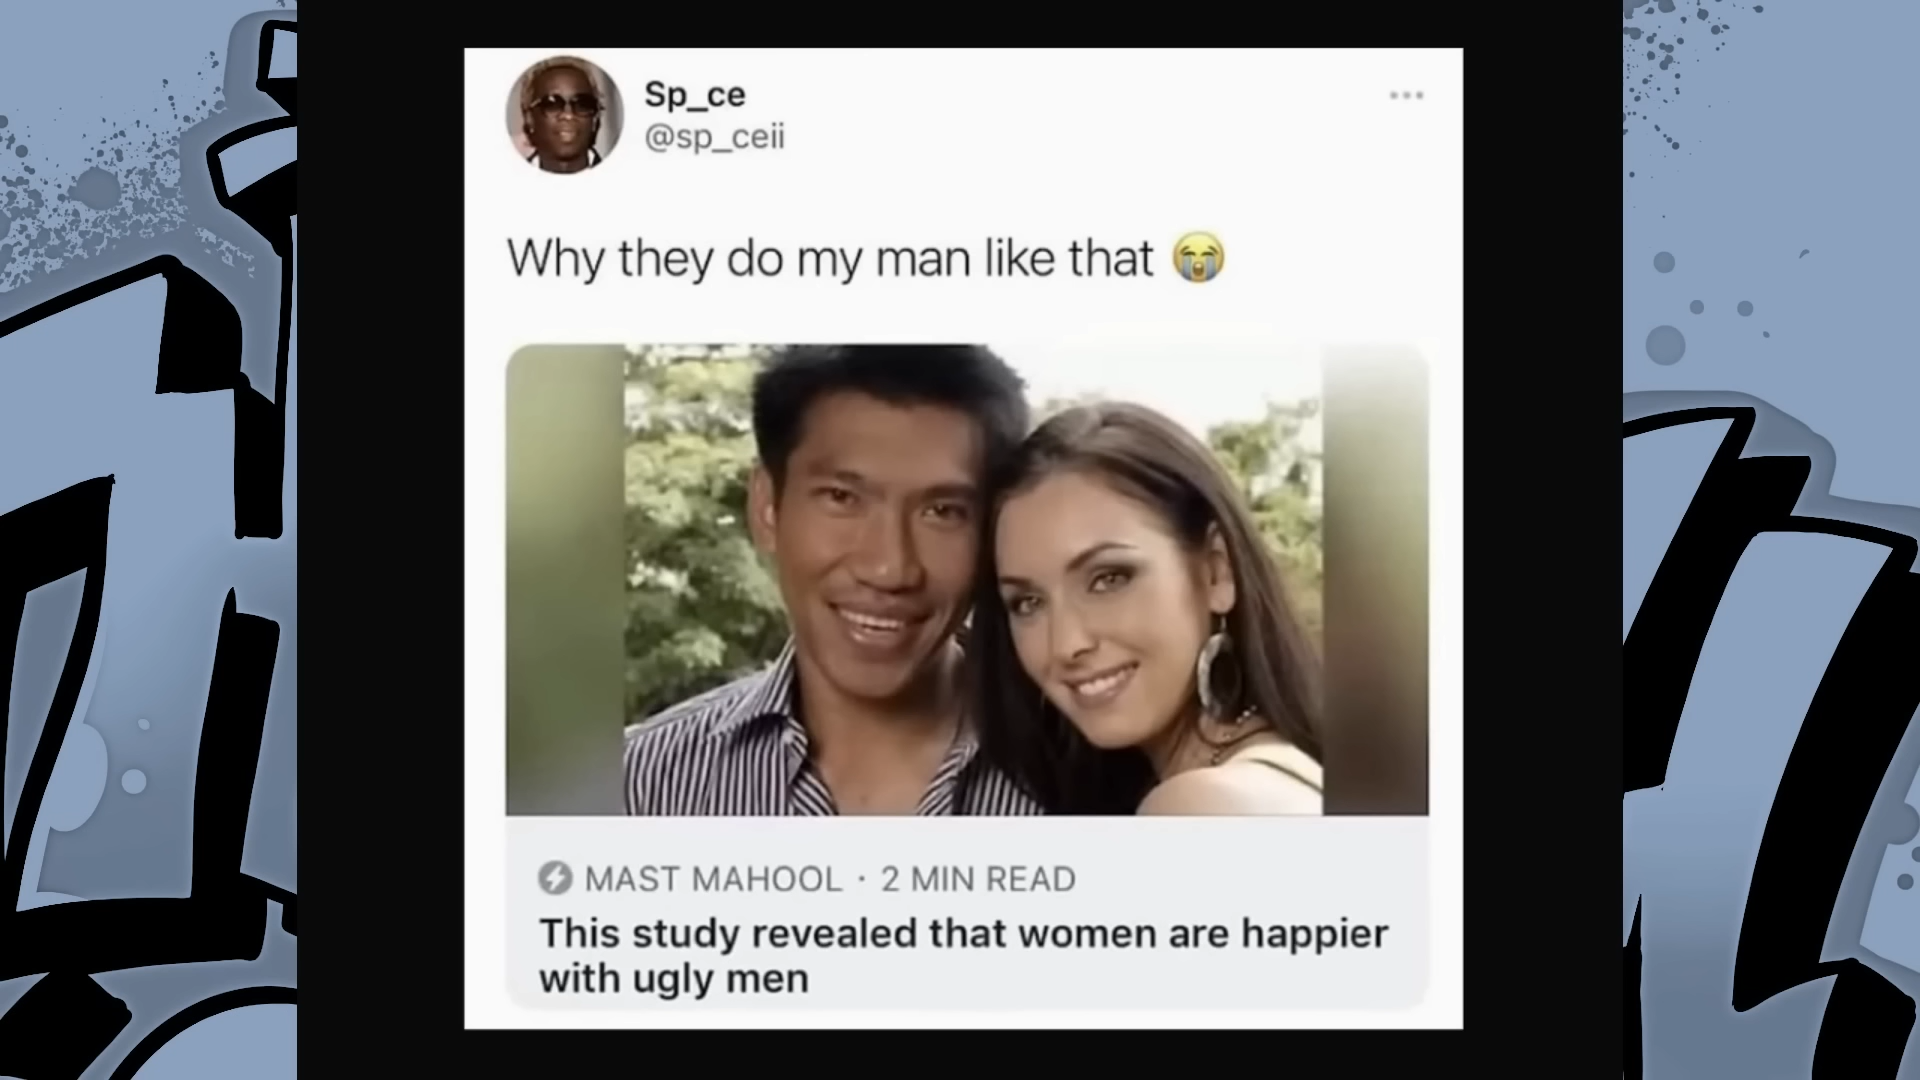 Sp_ce
@sp_ceii
Why they do my man like that 😭
MAST MAHOOL · 2 MIN READ
This study revealed that women are happier
with ugly men